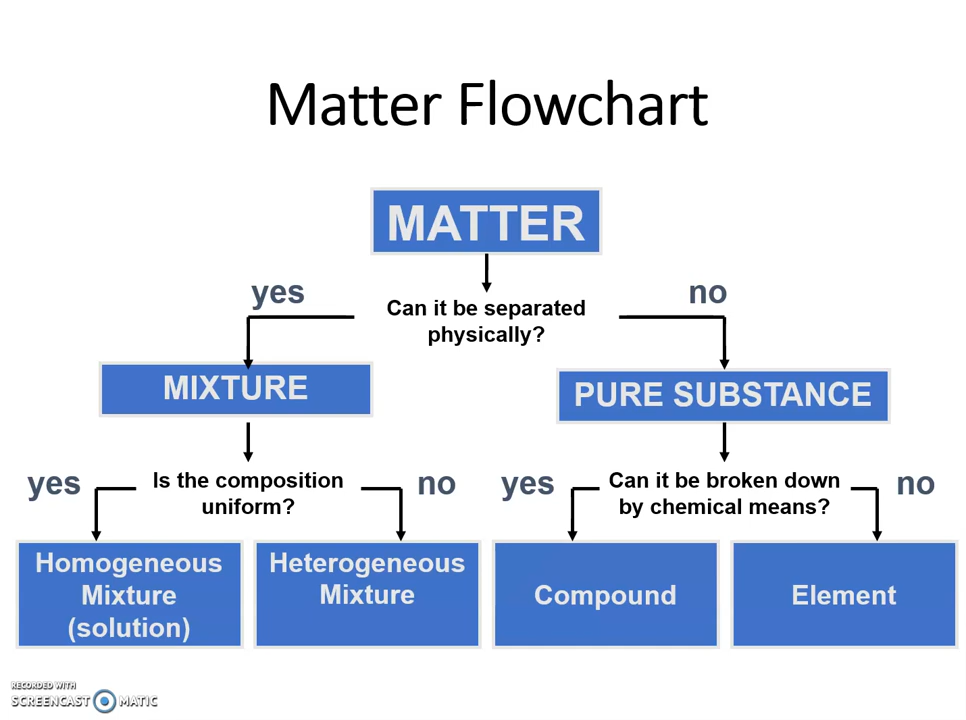 Matter Flowchart
MATTER
yes
no
Can it be separated
physically?
MIXTURE
PURE SUBSTANCE
yes
Is the composition
uniform?
no
yes
Can it be broken down
by chemical means?
no
Homogeneous
Mixture
(solution)
Heterogeneous
Mixture
Compound
Element
RECORDED WITH
SCREENCAST MATIC